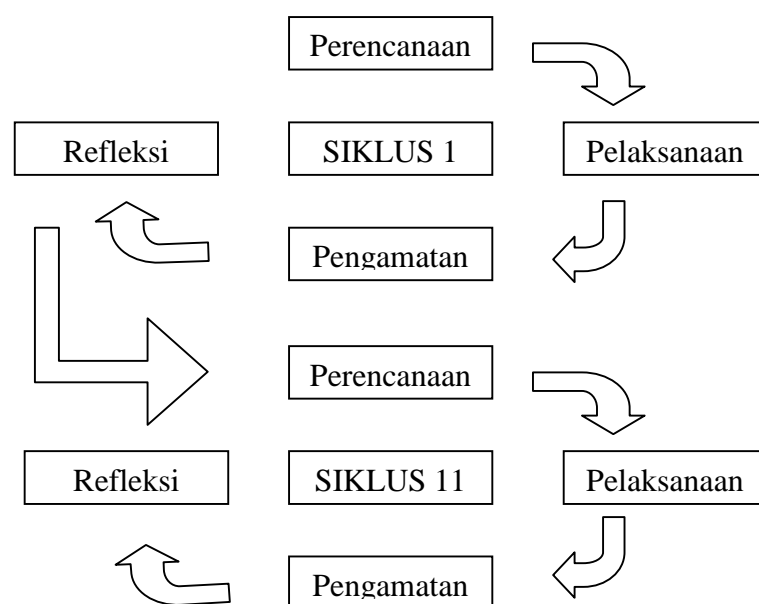 Perencanaan
Refleksi
SIKLUS 1
Pelaksanaan
Pengamatan
Perencanaan
Refleksi
SIKLUS 11
Pelaksanaan
Pengamatan